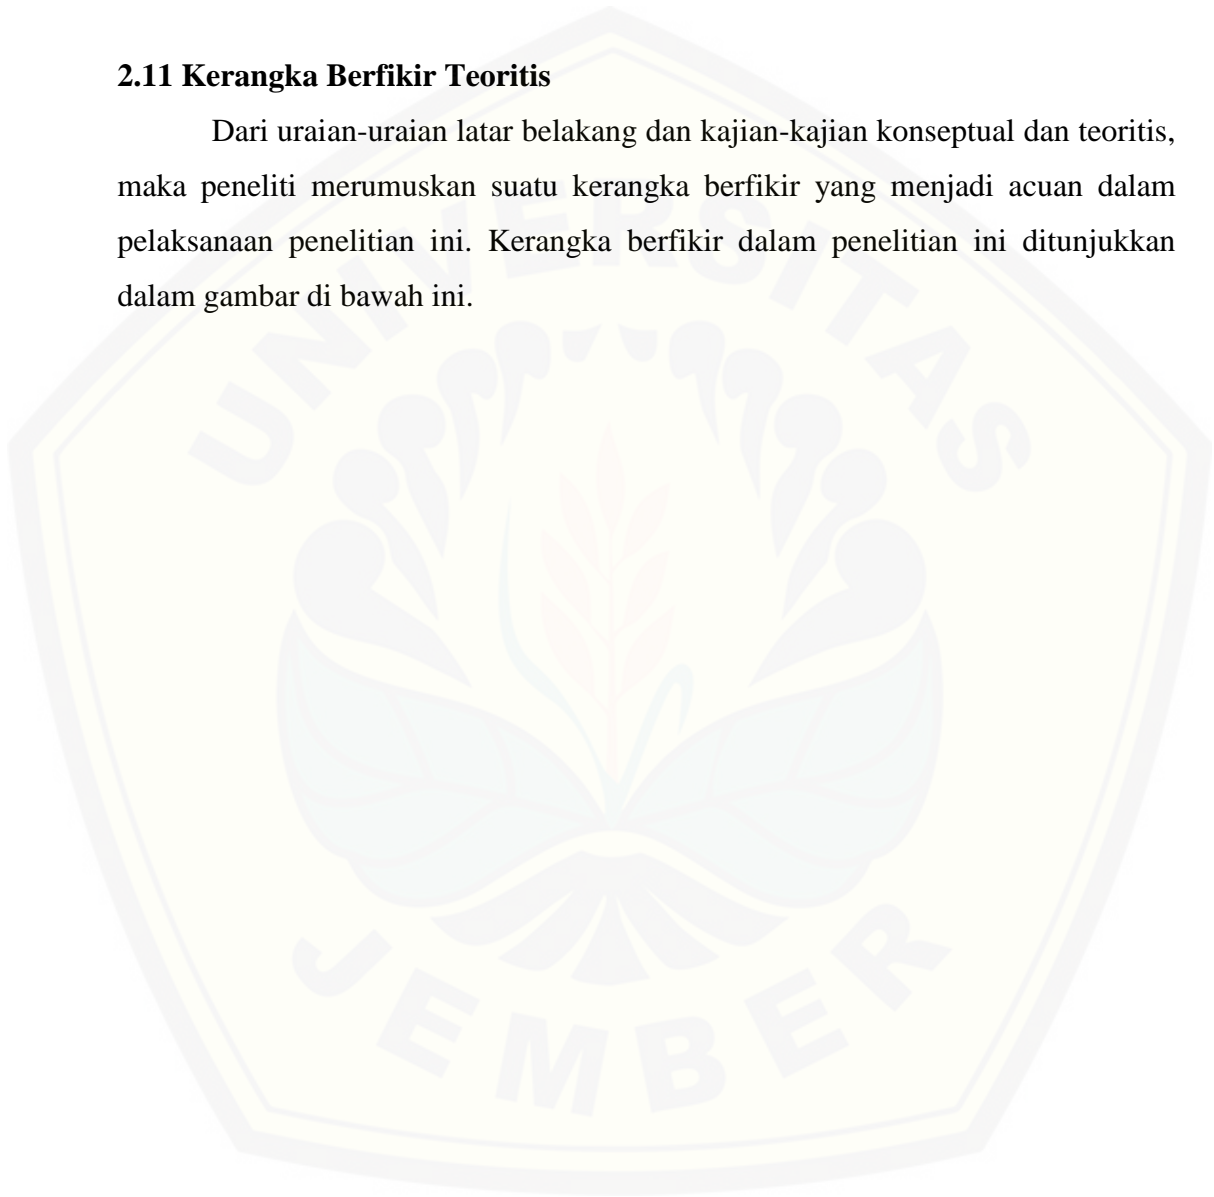 2.11 Kerangka Berfikir Teoritis
Dari uraian-uraian latar belakang dan kajian-kajian konseptual dan teoritis,
maka peneliti merumuskan suatu kerangka berfikir yang menjadi acuan dalam
pelaksanaan penelitian ini. Kerangka berfikir dalam penelitian ini ditunjukkan
dalam gambar di bawah ini.
UNIVERSITAS
JEMBER